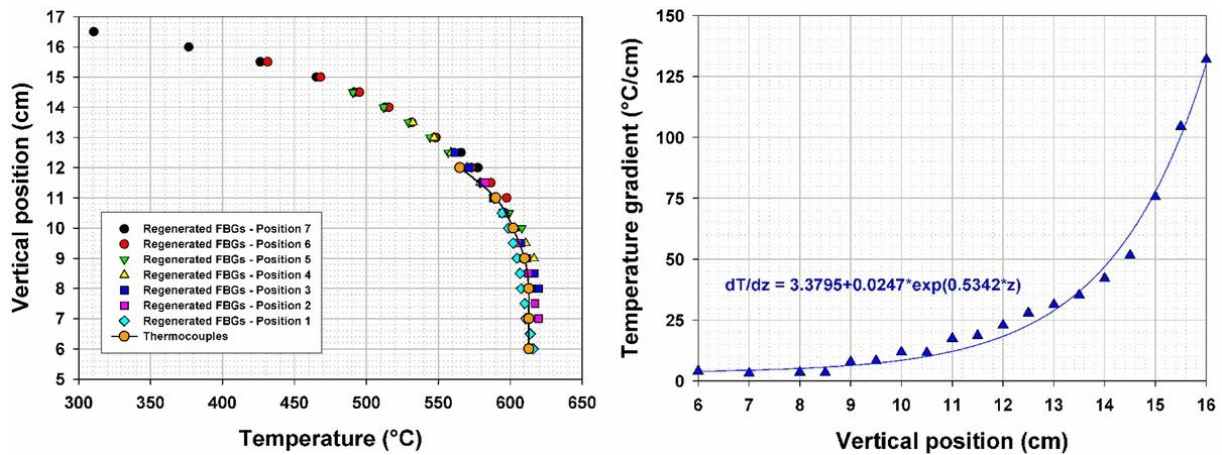 17
16
15
14
13
12
11
10
9
8
7
6
5
Vertical position (cm)
Regenerated FBGs - Position 7
Regenerated FBGs - Position 6
Regenerated FBGs - Position 5
Regenerated FBGs - Position 4
Regenerated FBGs - Position 3
Regenerated FBGs - Position 2
Regenerated FBGs - Position 1
Thermocouples
300 350 400 450 500 550 600 650
Temperature (°C)
150
125
100
75
50
25
0
Temperature gradient (°C/cm)
dT/dz = 3.3795+0.0247*exp(0.5342*z)
6 7 8 9 10 11 12 13 14 15 16
Vertical position (cm)